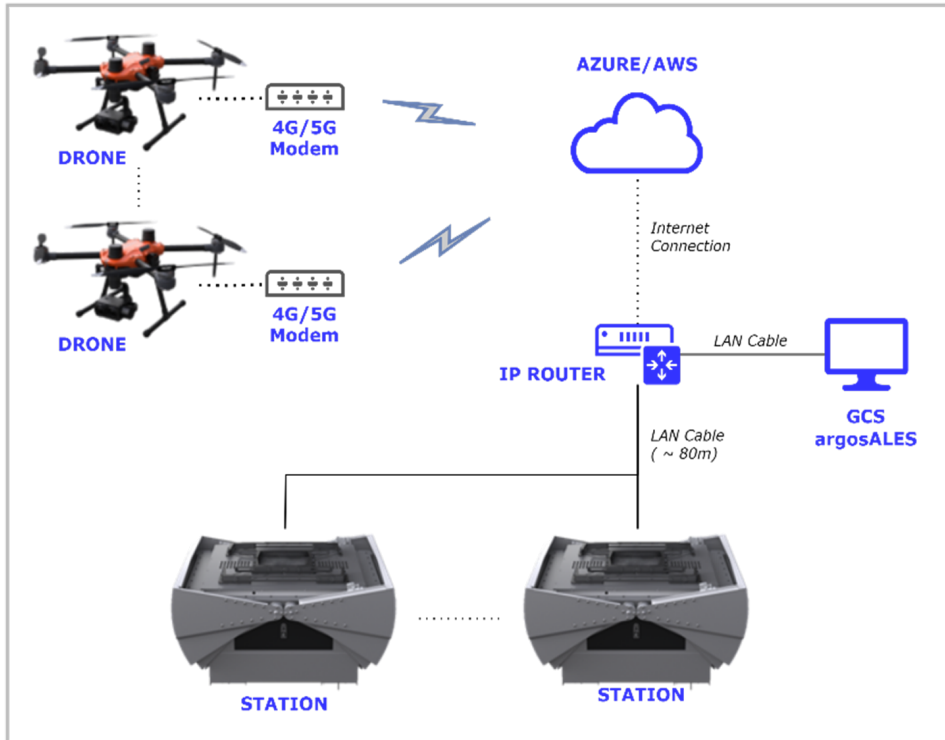 AZURE/AWS
4G/5G
Modem
DRONE
Internet
Connection
4G/5G
Modem
DRONE
LAN Cable
IP ROUTER
GCS
argosALES
LAN Cable
( ~ 80m)
STATION
STATION